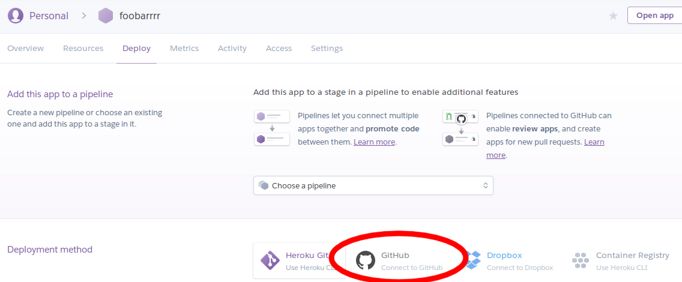 Personal > foobarrrr Open app
Overview Resources Deploy Metrics Activity Access Settings
Add this app to a pipeline
Create a new pipeline or choose an existing
one and add this app to a stage in it.
Add this app to a stage in a pipeline to enable additional features
Pipelines let you connect multiple
apps together and promote code
between them. Learn more.
Pipelines connected to GitHub can
enable review apps, and create
apps for new pull requests. Learn
more.
Choose a pipeline
Deployment method
Heroku Git
Use Heroku CLI
GitHub
Connect to GitHub
Dropbox
Connect to Dropbox
Container Registry
Use Heroku CLI